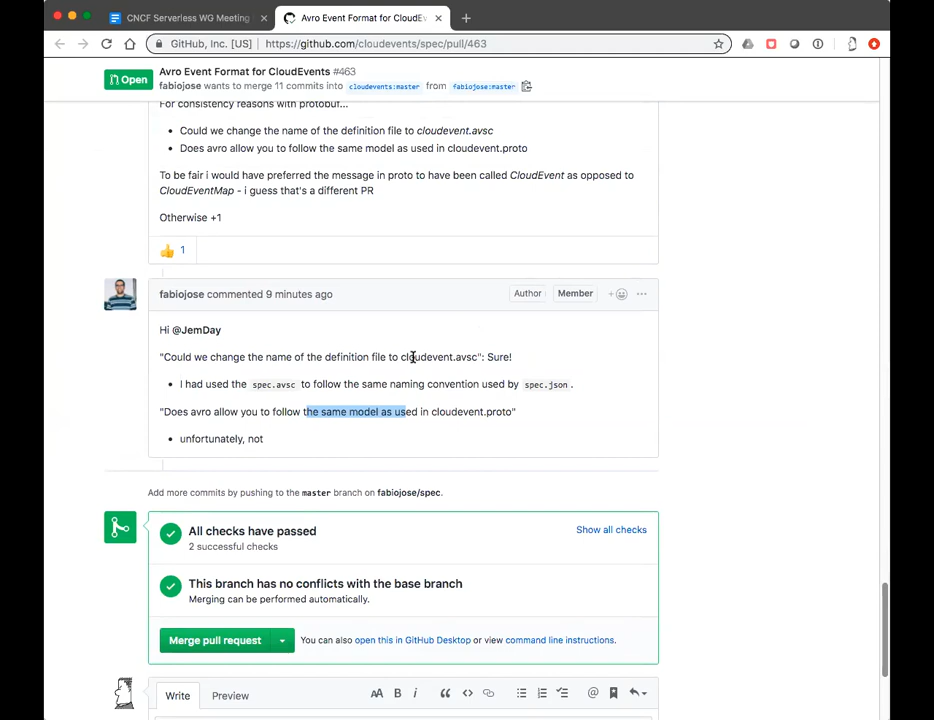 CNCF Serverless WG Meeting
Avro Event Format for CloudEv
GitHub, Inc. [US]
https://github.com/cloudevents/spec/pull/463
Open
Avro Event Format for CloudEvents #463
fabiojose wants to merge 11 commits into cloudevents:master from fabiojose:master
For consistency reasons with protobuf...
Could we change the name of the definition file to cloudevent.avsc
Does avro allow you to follow the same model as used in cloudevent.proto
To be fair i would have preferred the message in proto to have been called CloudEvent as opposed to
CloudEventMap - i guess that's a different PR
Otherwise +1
1
fabiojose commented 9 minutes ago
Author
Member
Hi @JemDay
"Could we change the name of the definition file to cloudevent.avsc": Sure!
I had used the spec.avsc to follow the same naming convention used by spec.json.
"Does avro allow you to follow the same model as used in cloudevent.proto"
unfortunately, not
Add more commits by pushing to the master branch on fabiojose/spec.
All checks have passed
Show all checks
2 successful checks
This branch has no conflicts with the base branch
Merging can be performed automatically.
Merge pull request
You can also open this in GitHub Desktop or view command line instructions.
Write
Preview